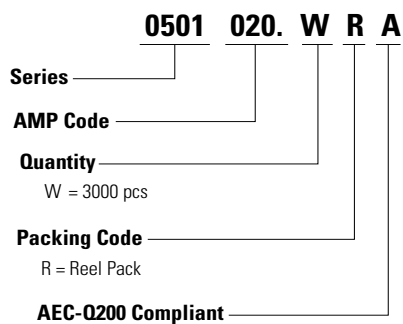 0501 020. W R A
Series
AMP Code
Quantity
W = 3000 pcs
Packing Code
R = Reel Pack
AEC-Q200 Compliant